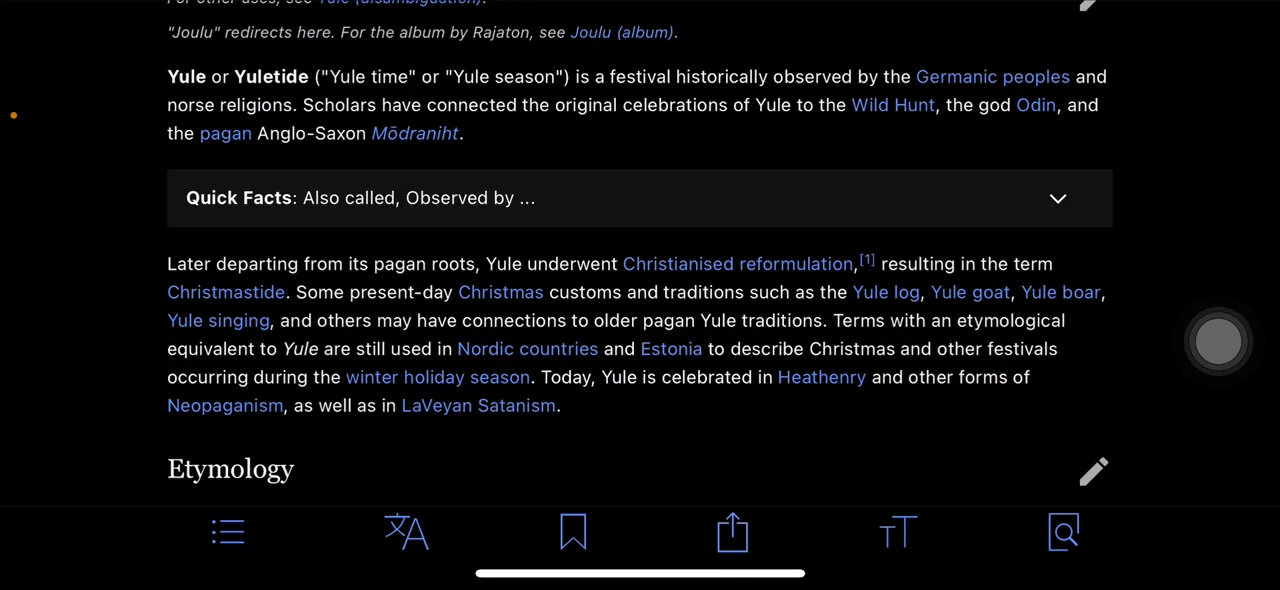 For other uses, see Yule (disambiguation).
"Joulu" redirects here. For the album by Rajaton, see Joulu (album).
Yule or Yuletide ("Yule time" or "Yule season") is a festival historically observed by the Germanic peoples and
norse religions. Scholars have connected the original celebrations of Yule to the Wild Hunt, the god Odin, and
the pagan Anglo-Saxon Mōdraniht.
Quick Facts: Also called, Observed by ...
Later departing from its pagan roots, Yule underwent Christianised reformulation,[1] resulting in the term
Christmastide. Some present-day Christmas customs and traditions such as the Yule log, Yule goat, Yule boar,
Yule singing, and others may have connections to older pagan Yule traditions. Terms with an etymological
equivalent to Yule are still used in Nordic countries and Estonia to describe Christmas and other festivals
occurring during the winter holiday season. Today, Yule is celebrated in Heathenry and other forms of
Neopaganism, as well as in LaVeyan Satanism.
Etymology